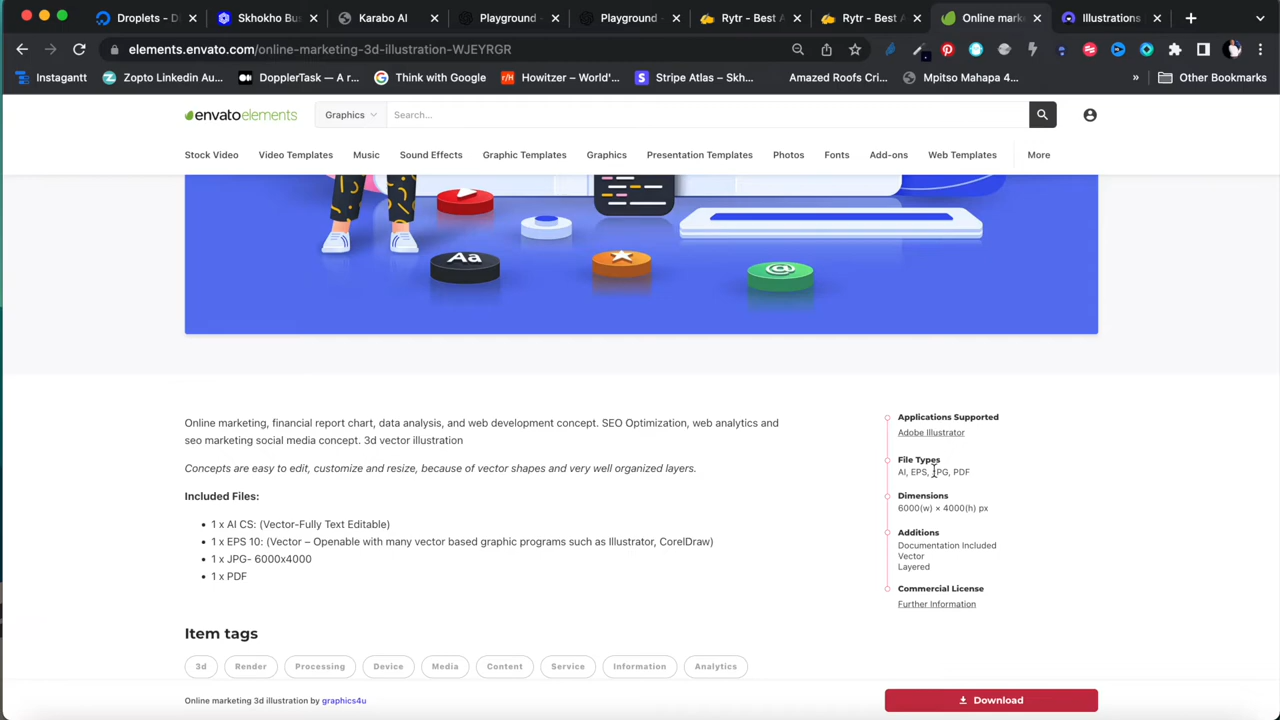 Droplets - D
Skhokho Bus
Karabo AI
Playground -
Playground -
Rytr - Best A
Rytr - Best A
Online mark
Illustrations
elements.envato.com/online-marketing-3d-illustration-WJEYRGR
Instagantt
Zopto Linkedin Au...
DopplerTask — A r...
Think with Google
r/H
Howitzer – World'...
S
Stripe Atlas – Skh...
Amazed Roofs Cri...
Mpitso Mahapa 4...
»
Other Bookmarks
envatoelements
Graphics
Search...
Stock Video
Video Templates
Music
Sound Effects
Graphic Templates
Graphics
Presentation Templates
Photos
Fonts
Add-ons
Web Templates
More
Aa
@
Online marketing, financial report chart, data analysis, and web development concept. SEO Optimization, web analytics and
seo marketing social media concept. 3d vector illustration
Concepts are easy to edit, customize and resize, because of vector shapes and very well organized layers.
Included Files:
• 1 x AI CS: (Vector-Fully Text Editable)
• 1 x EPS 10: (Vector – Openable with many vector based graphic programs such as Illustrator, CorelDraw)
• 1 x JPG- 6000x4000
• 1 x PDF
Applications Supported
Adobe Illustrator
File Types
AI, EPS, JPG, PDF
Dimensions
6000(w) × 4000(h) px
Additions
Documentation Included
Vector
Layered
Commercial License
Further Information
Item tags
3d
Render
Processing
Device
Media
Content
Service
Information
Analytics
Online marketing 3d illustration by graphics4u
Download